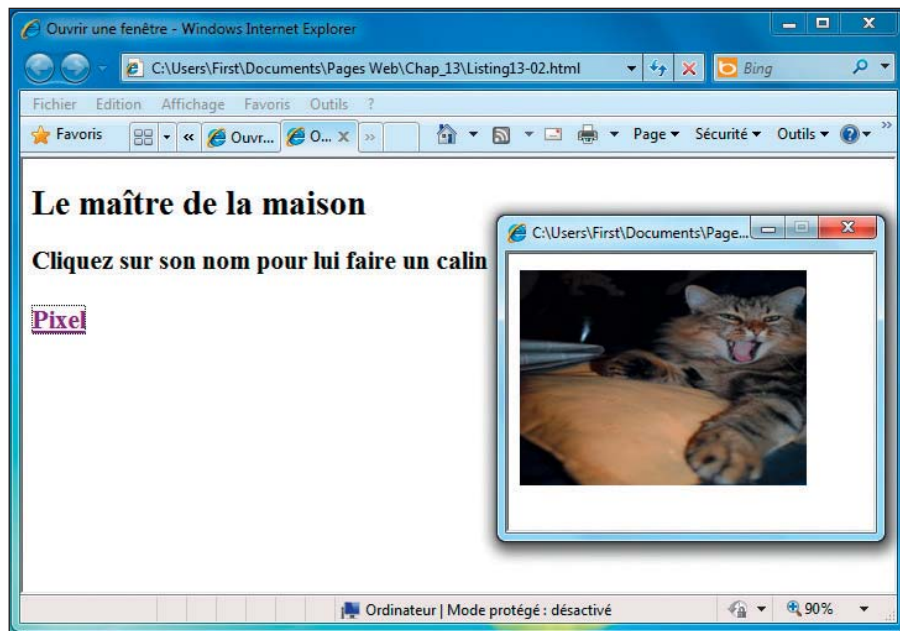 Ouvrir une fenêtre - Windows Internet Explorer
C:\Users\First\Documents\Pages Web\Chap_13\Listing13-02.html
Bing
Fichier Edition Affichage Favoris Outils ?
Favoris « Ouvr... O... X » Page Sécurité Outils »
Le maître de la maison
Cliquez sur son nom pour lui faire un calin
Pixel
C:\Users\First\Documents\Page...
Ordinateur | Mode protégé : désactivé 90%